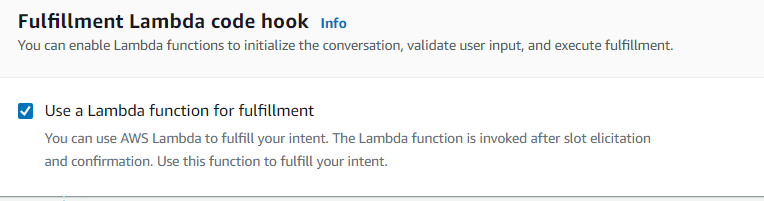 Fulfillment Lambda code hook Info
You can enable Lambda functions to initialize the conversation, validate user input, and execute fulfillment.
Use a Lambda function for fulfillment
You can use AWS Lambda to fulfill your intent. The Lambda function is invoked after slot elicitation
and confirmation. Use this function to fulfill your intent.